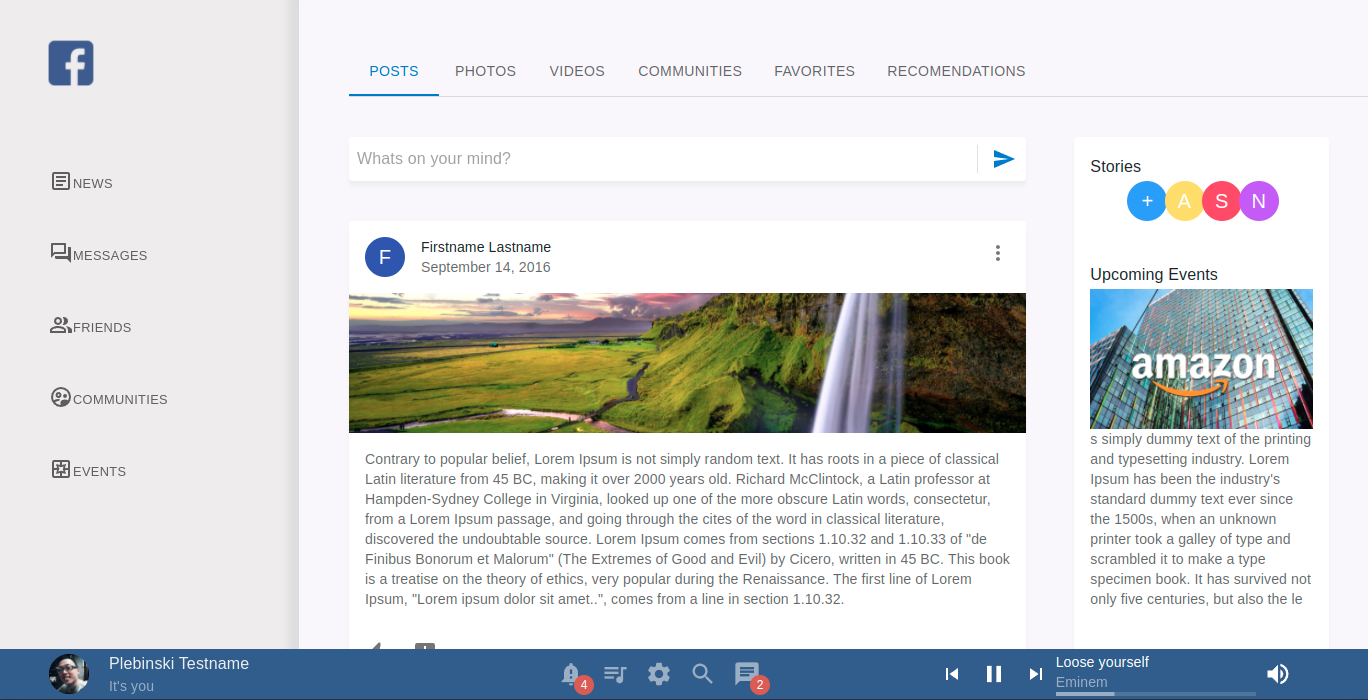 f
POSTS PHOTOS VIDEOS COMMUNITIES FAVORITES RECOMENDATIONS
NEWS
MESSAGES
FRIENDS
COMMUNITIES
EVENTS
Whats on your mind?
F
Firstname Lastname
September 14, 2016
Contrary to popular belief, Lorem Ipsum is not simply random text. It has roots in a piece of classical
Latin literature from 45 BC, making it over 2000 years old. Richard McClintock, a Latin professor at
Hampden-Sydney College in Virginia, looked up one of the more obscure Latin words, consectetur,
from a Lorem Ipsum passage, and going through the cites of the word in classical literature,
discovered the undoubtable source. Lorem Ipsum comes from sections 1.10.32 and 1.10.33 of "de
Finibus Bonorum et Malorum" (The Extremes of Good and Evil) by Cicero, written in 45 BC. This book
is a treatise on the theory of ethics, very popular during the Renaissance. The first line of Lorem
Ipsum, "Lorem ipsum dolor sit amet..", comes from a line in section 1.10.32.
Stories
+ A S N
Upcoming Events
amazon
s simply dummy text of the printing
and typesetting industry. Lorem
Ipsum has been the industry's
standard dummy text ever since
the 1500s, when an unknown
printer took a galley of type and
scrambled it to make a type
specimen book. It has survived not
only five centuries, but also the le
Plebinski Testname
It's you
4
2
Loose yourself
Eminem